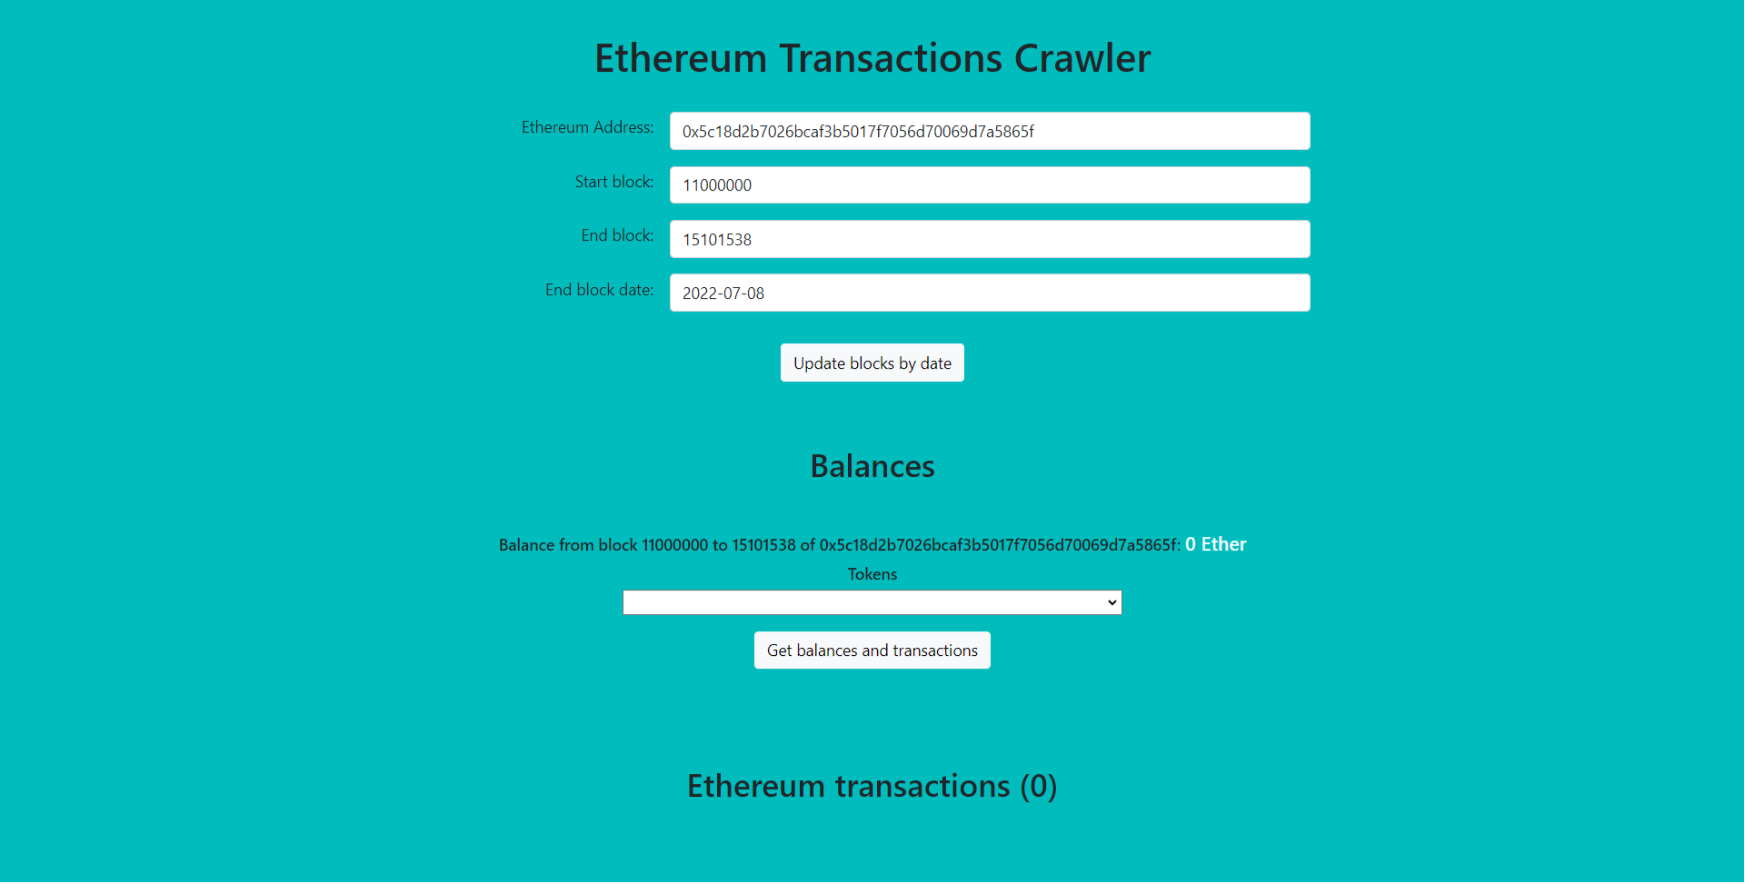 Ethereum Transactions Crawler
Ethereum Address: 0x5c18d2b7026bcaf3b5017f7056d70069d7a5865f
Start block: 11000000
End block: 15101538
End block date: 2022-07-08
Update blocks by date
Balances
Balance from block 11000000 to 15101538 of 0x5c18d2b7026bcaf3b5017f7056d70069d7a5865f: 0 Ether
Tokens
Get balances and transactions
Ethereum transactions (0)